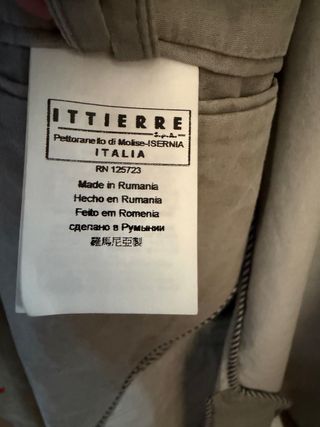 ITTIERRE
S.p.A.
Pettoranello di Molise-ISERNIA
ITALIA
RN 125723
Made in Rumania
Hecho en Rumania
Feito em Romenia
сделано в Румынии
羅馬尼亞製